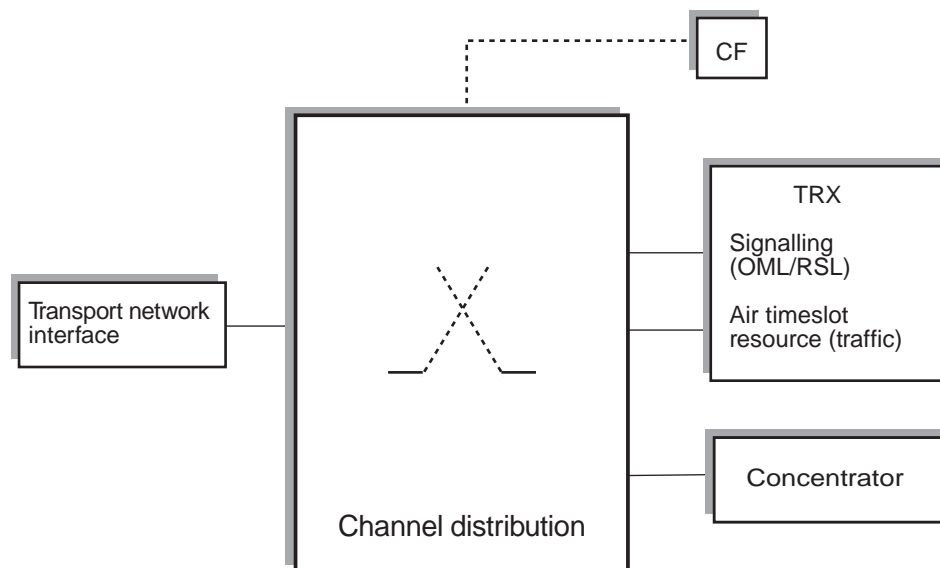 CF
TRX
Signalling
(OML/RSL)
Air timeslot
resource (traffic)
Transport network
interface
Concentrator
Channel distribution